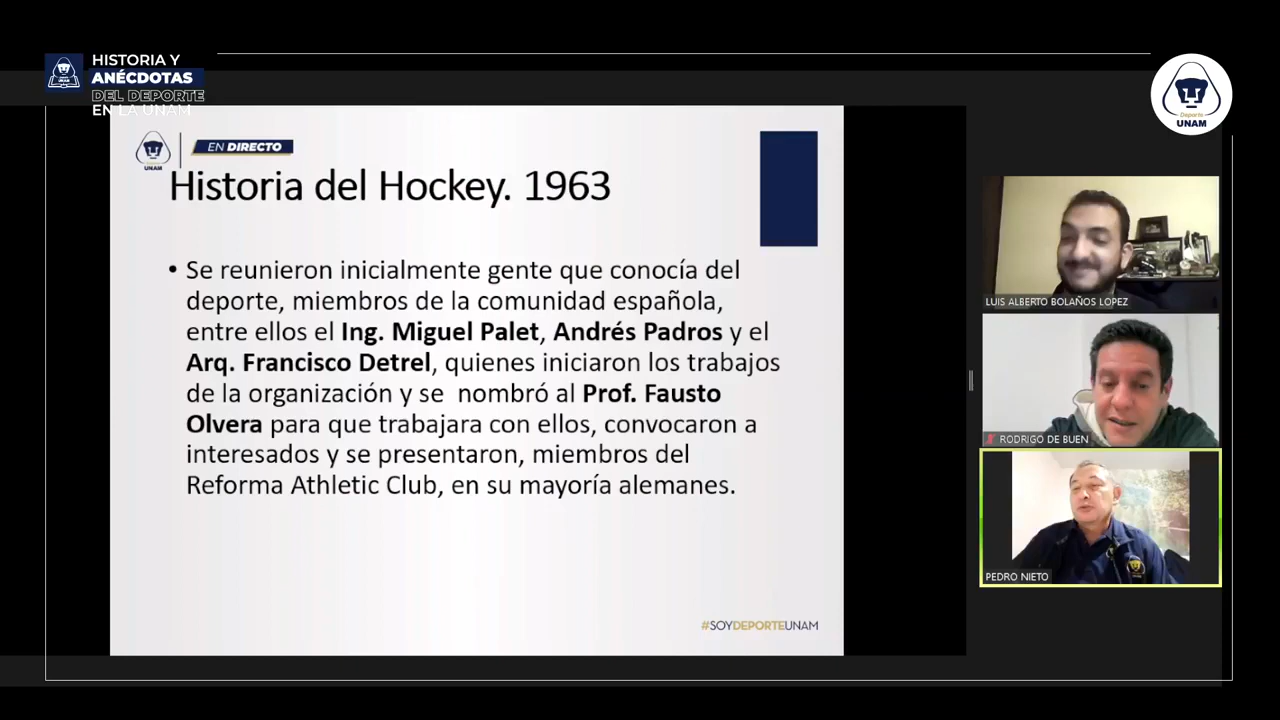 HISTORIA Y
ANÉCDOTAS
DEL DEPORTE
EN LA UNAM
Deporte
UNAM
UNAM
EN DIRECTO
Historia del Hockey. 1963
• Se reunieron inicialmente gente que conocía del
deporte, miembros de la comunidad española,
entre ellos el Ing. Miguel Palet, Andrés Padros y el
Arq. Francisco Detrel, quienes iniciaron los trabajos
de la organización y se nombró al Prof. Fausto
Olvera para que trabajara con ellos, convocaron a
interesados y se presentaron, miembros del
Reforma Athletic Club, en su mayoría alemanes.
#SOYDEPORTEUNAM
LUIS ALBERTO BOLAÑOS LOPEZ
RODRIGO DE BUEN
PEDRO NIETO